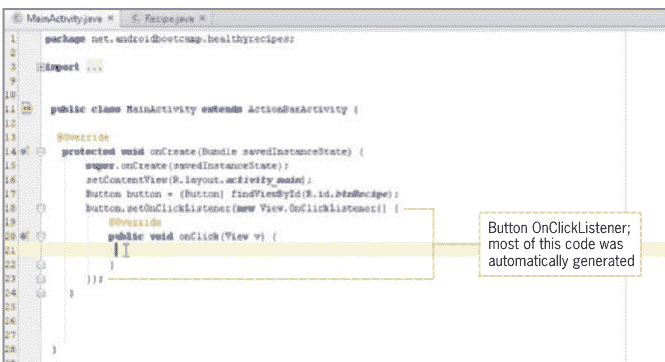 MainActivity.java × Recipe.java ×
1 package net.androidbootcamp.healthyrecipes;
2
3 import ...
9
10
11 public class MainActivity extends ActionBarActivity {
12
13 @Override
14 protected void onCreate(Bundle savedInstanceState) {
15 super.onCreate(savedInstanceState);
16 setContentView(R.layout.activity_main);
17 Button button = (Button) findViewById(R.id.btnRecipe);
18 button.setOnClickListener(new View.OnClickListener() {
19 @Override
20 public void onClick(View v) {
21
22 }
23 });
24 }
25
26
27
28 }
Button OnClickListener;
most of this code was
automatically generated